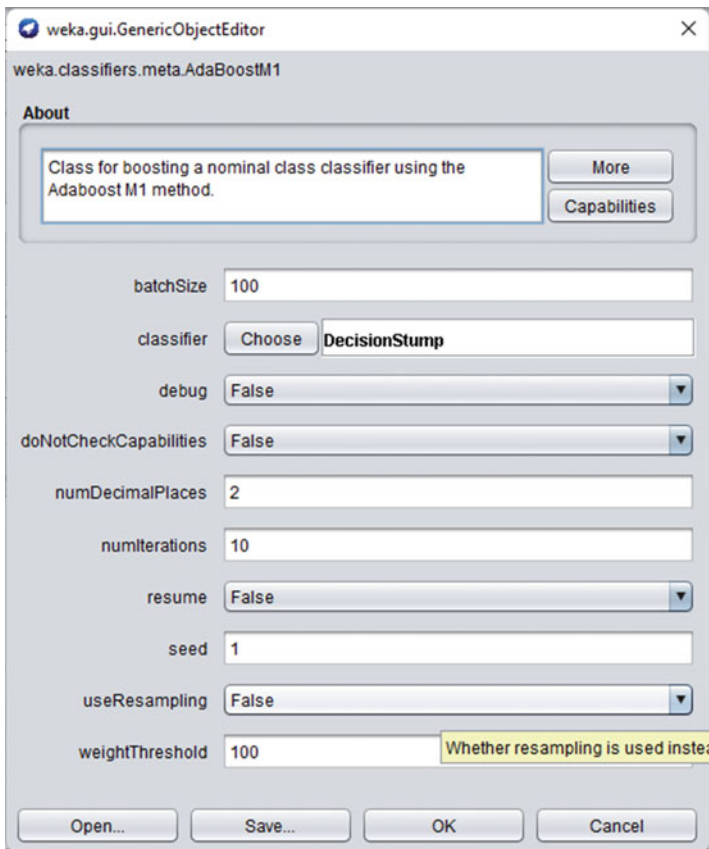 weka.gui.GenericObjectEditor
weka.classifiers.meta.AdaBoostM1
About
Class for boosting a nominal class classifier using the
Adaboost M1 method.
More
Capabilities
batchSize 100
classifier Choose DecisionStump
debug False
doNotCheckCapabilities False
numDecimalPlaces 2
numIterations 10
resume False
seed 1
useResampling False
weightThreshold 100
Whether resampling is used
Open... Save... OK Cancel